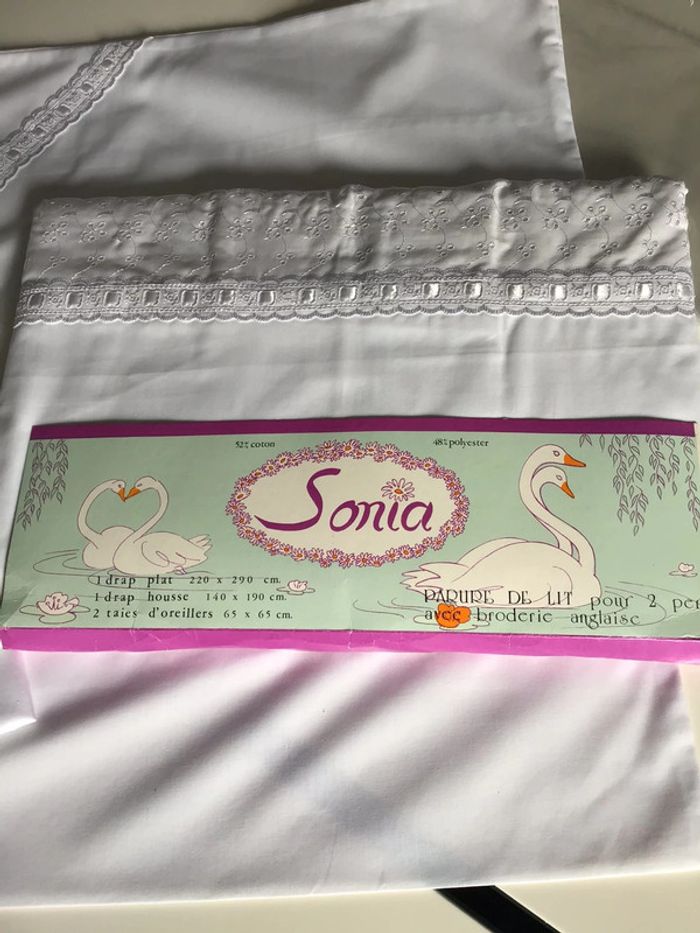 52% coton
48% polyester
Sonia
1 drap plat 220 x 290 cm.
1 drap housse 140 x 190 cm.
2 taies d'oreillers 65 x 65 cm.
PARURE DE LIT pour 2 per
avec broderie anglaise